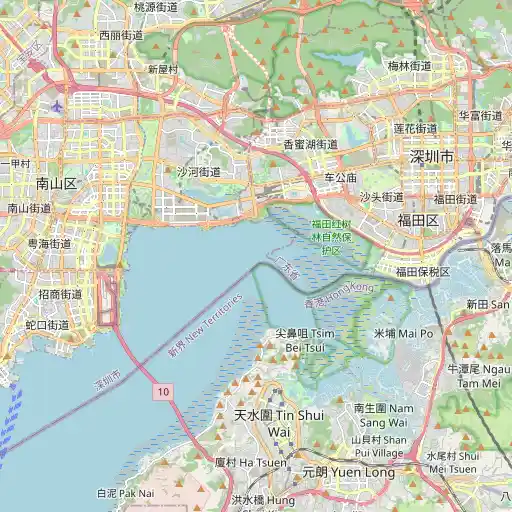 桃源街道
西丽街道
宝安区
新屋村
梅林街道
华富街道
莲花街道
香蜜湖街道
深圳市
一甲村
沙河街道
车公庙
南山区
沙头街道
福田街道
南山街道
福田区
福田红树
林自然保
护区
粤海街道
落馬
Ma
广东省
福田保税区
招商街道
香港 Hong Kong
新界 New Territories
新田 San
蛇口街道
尖鼻咀 Tsim
Bei Tsui
米埔 Mai Po
深圳市
牛潭尾 Ngau
Tam Mei
10
天水圍 Tin Shui
Wai
南生圍 Nam
Sang Wai
山貝村 Shan
Pui Village
水尾村 Shui
Mei Tsuen
廈村 Ha Tsuen
元朗 Yuen Long
白泥 Pak Nai
洪水橋 Hung
八